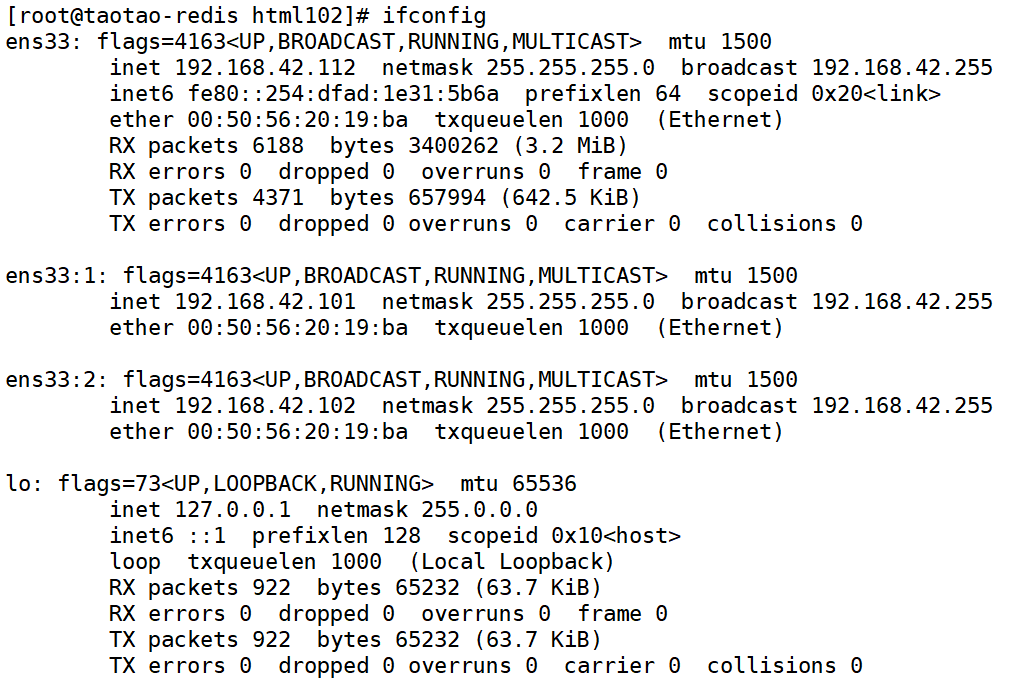 [root@taotao-redis html102]# ifconfig
ens33: flags=4163<UP,BROADCAST,RUNNING,MULTICAST>  mtu 1500
        inet 192.168.42.112  netmask 255.255.255.0  broadcast 192.168.42.255
        inet6 fe80::254:dfad:1e31:5b6a  prefixlen 64  scopeid 0x20<link>
        ether 00:50:56:20:19:ba  txqueuelen 1000  (Ethernet)
        RX packets 6188  bytes 3400262 (3.2 MiB)
        RX errors 0  dropped 0  overruns 0  frame 0
        TX packets 4371  bytes 657994 (642.5 KiB)
        TX errors 0  dropped 0 overruns 0  carrier 0  collisions 0

ens33:1: flags=4163<UP,BROADCAST,RUNNING,MULTICAST>  mtu 1500
        inet 192.168.42.101  netmask 255.255.255.0  broadcast 192.168.42.255
        ether 00:50:56:20:19:ba  txqueuelen 1000  (Ethernet)

ens33:2: flags=4163<UP,BROADCAST,RUNNING,MULTICAST>  mtu 1500
        inet 192.168.42.102  netmask 255.255.255.0  broadcast 192.168.42.255
        ether 00:50:56:20:19:ba  txqueuelen 1000  (Ethernet)

lo: flags=73<UP,LOOPBACK,RUNNING>  mtu 65536
        inet 127.0.0.1  netmask 255.0.0.0
        inet6 ::1  prefixlen 128  scopeid 0x10<host>
        loop  txqueuelen 1000  (Local Loopback)
        RX packets 922  bytes 65232 (63.7 KiB)
        RX errors 0  dropped 0  overruns 0  frame 0
        TX packets 922  bytes 65232 (63.7 KiB)
        TX errors 0  dropped 0 overruns 0  carrier 0  collisions 0